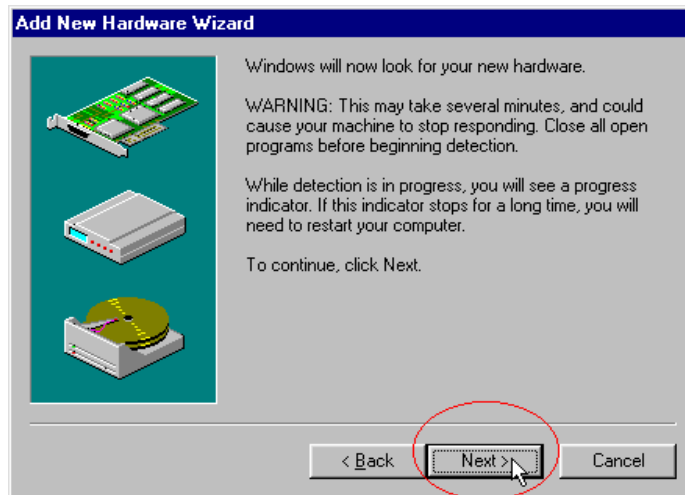 Add New Hardware Wizard
Windows will now look for your new hardware.
WARNING: This may take several minutes, and could
cause your machine to stop responding. Close all open
programs before beginning detection.
While detection is in progress, you will see a progress
indicator. If this indicator stops for a long time, you will
need to restart your computer.
To continue, click Next.
< Back
Next >
Cancel